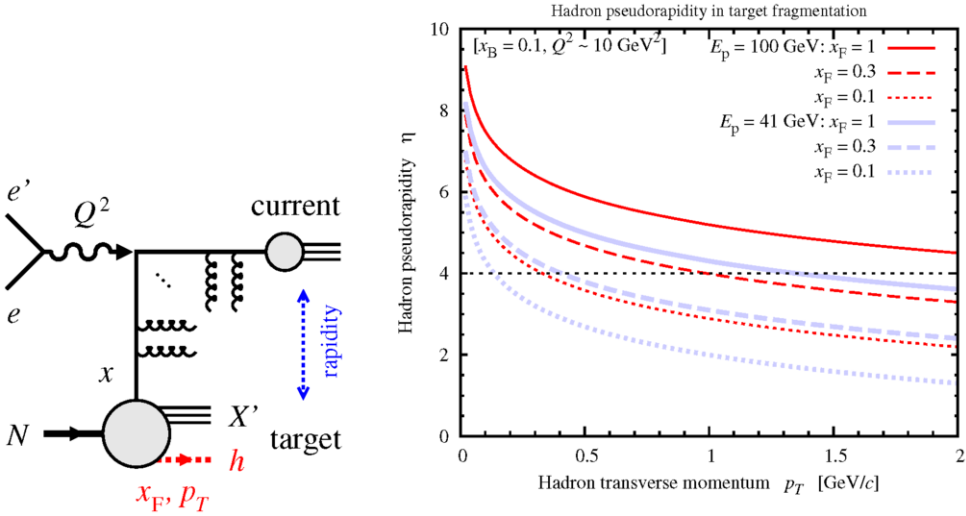 e'
Q²
current
...
e
rapidity
x
N
X'
target
h
x_F, p_T
Hadron pseudorapidity in target fragmentation
[x_B = 0.1, Q² ~ 10 GeV²]
E_p = 100 GeV: x_F = 1
x_F = 0.3
x_F = 0.1
E_p = 41 GeV: x_F = 1
x_F = 0.3
x_F = 0.1
Hadron pseudorapidity η
10
8
6
4
2
0
0 0.5 1 1.5 2
Hadron transverse momentum p_T [GeV/c]